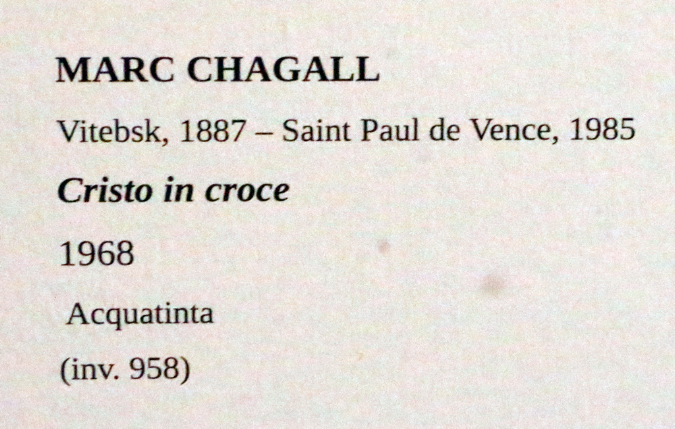 MARC CHAGALL
Vitebsk, 1887 – Saint Paul de Vence, 1985
Cristo in croce
1968
Acquatinta
(inv. 958)